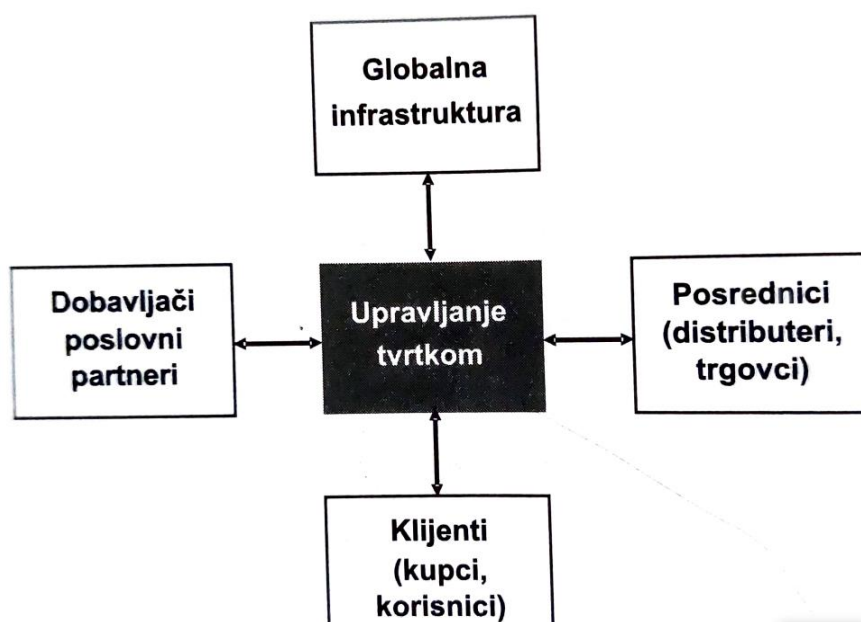 Globalna
infrastruktura
Dobavljači
poslovni
partneri
Upravljanje
tvrtkom
Posrednici
(distributeri,
trgovci)
Klijenti
(kupci,
korisnici)